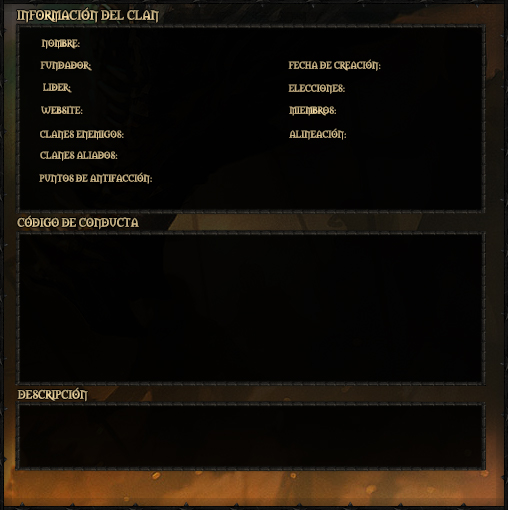 INFORMACIÓN DEL CLAN
NOMBRE:
FUNDADOR:
FECHA DE CREACIÓN:
LIDER:
ELECCIONES:
WEBSITE:
MIEMBROS:
CLANES ENEMIGOS:
ALINEACIÓN:
CLANES ALIADOS:
PUNTOS DE ANTIFACCIÓN:
CÓDIGO DE CONDUCTA
DESCRIPCIÓN